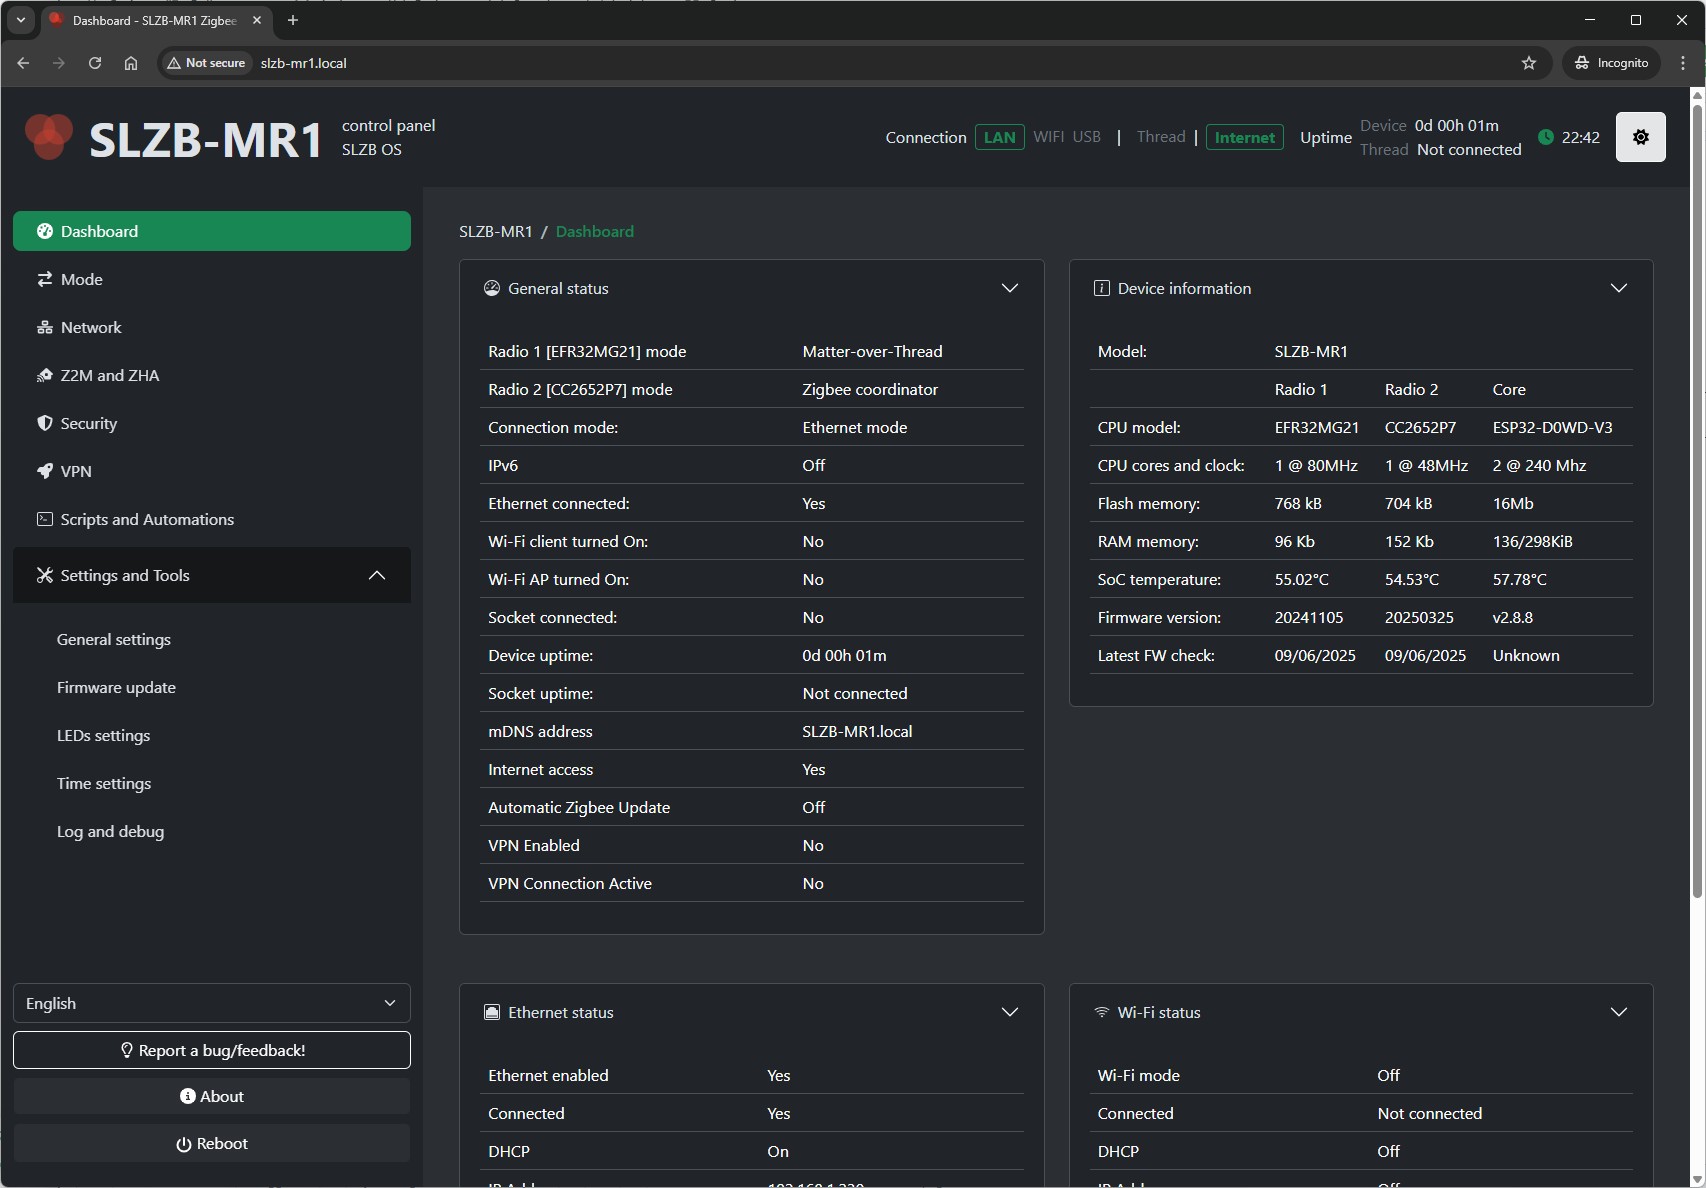 Dashboard - SLZB-MR1 Zigbee
Not secure slzb-mr1.local Incognito
SLZB-MR1 control panel
SLZB OS
Connection LAN WIFI USB | Thread | Internet Uptime Device 0d 00h 01m
Thread Not connected
22:42
Dashboard
Mode
Network
Z2M and ZHA
Security
VPN
Scripts and Automations
Settings and Tools
General settings
Firmware update
LEDs settings
Time settings
Log and debug
English
Report a bug/feedback!
About
Reboot
SLZB-MR1 / Dashboard
General status
Radio 1 [EFR32MG21] mode Matter-over-Thread
Radio 2 [CC2652P7] mode Zigbee coordinator
Connection mode: Ethernet mode
IPv6 Off
Ethernet connected: Yes
Wi-Fi client turned On: No
Wi-Fi AP turned On: No
Socket connected: No
Device uptime: 0d 00h 01m
Socket uptime: Not connected
mDNS address SLZB-MR1.local
Internet access Yes
Automatic Zigbee Update Off
VPN Enabled No
VPN Connection Active No
Device information
Model: SLZB-MR1
Radio 1 Radio 2 Core
CPU model: EFR32MG21 CC2652P7 ESP32-D0WD-V3
CPU cores and clock: 1 @ 80MHz 1 @ 48MHz 2 @ 240 Mhz
Flash memory: 768 kB 704 kB 16Mb
RAM memory: 96 Kb 152 Kb 136/298KiB
SoC temperature: 55.02°C 54.53°C 57.78°C
Firmware version: 20241105 20250325 v2.8.8
Latest FW check: 09/06/2025 09/06/2025 Unknown
Ethernet status
Ethernet enabled Yes
Connected Yes
DHCP On
Wi-Fi status
Wi-Fi mode Off
Connected Not connected
DHCP Off